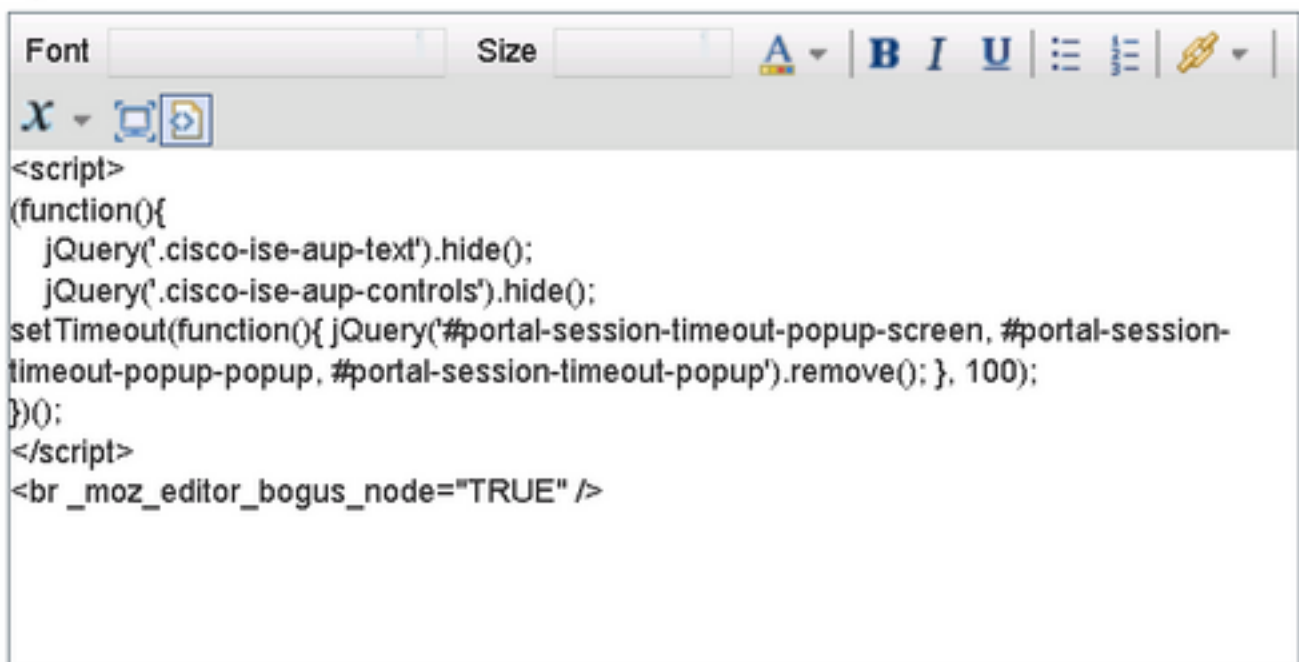 Font Size A B I U
X
<script>
(function(){
jQuery('.cisco-ise-aup-text').hide();
jQuery('.cisco-ise-aup-controls').hide();
setTimeout(function(){ jQuery('#portal-session-timeout-popup-screen, #portal-session-
timeout-popup-popup, #portal-session-timeout-popup').remove(); }, 100);
})();
</script>
<br _moz_editor_bogus_node="TRUE" />